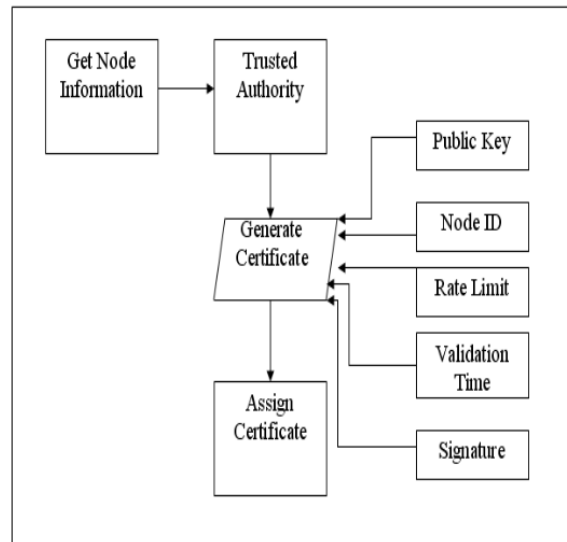 Get Node
Information
Trusted
Authority
Public Key
Generate
Certificate
Node ID
Rate Limit
Validation
Time
Assign
Certificate
Signature